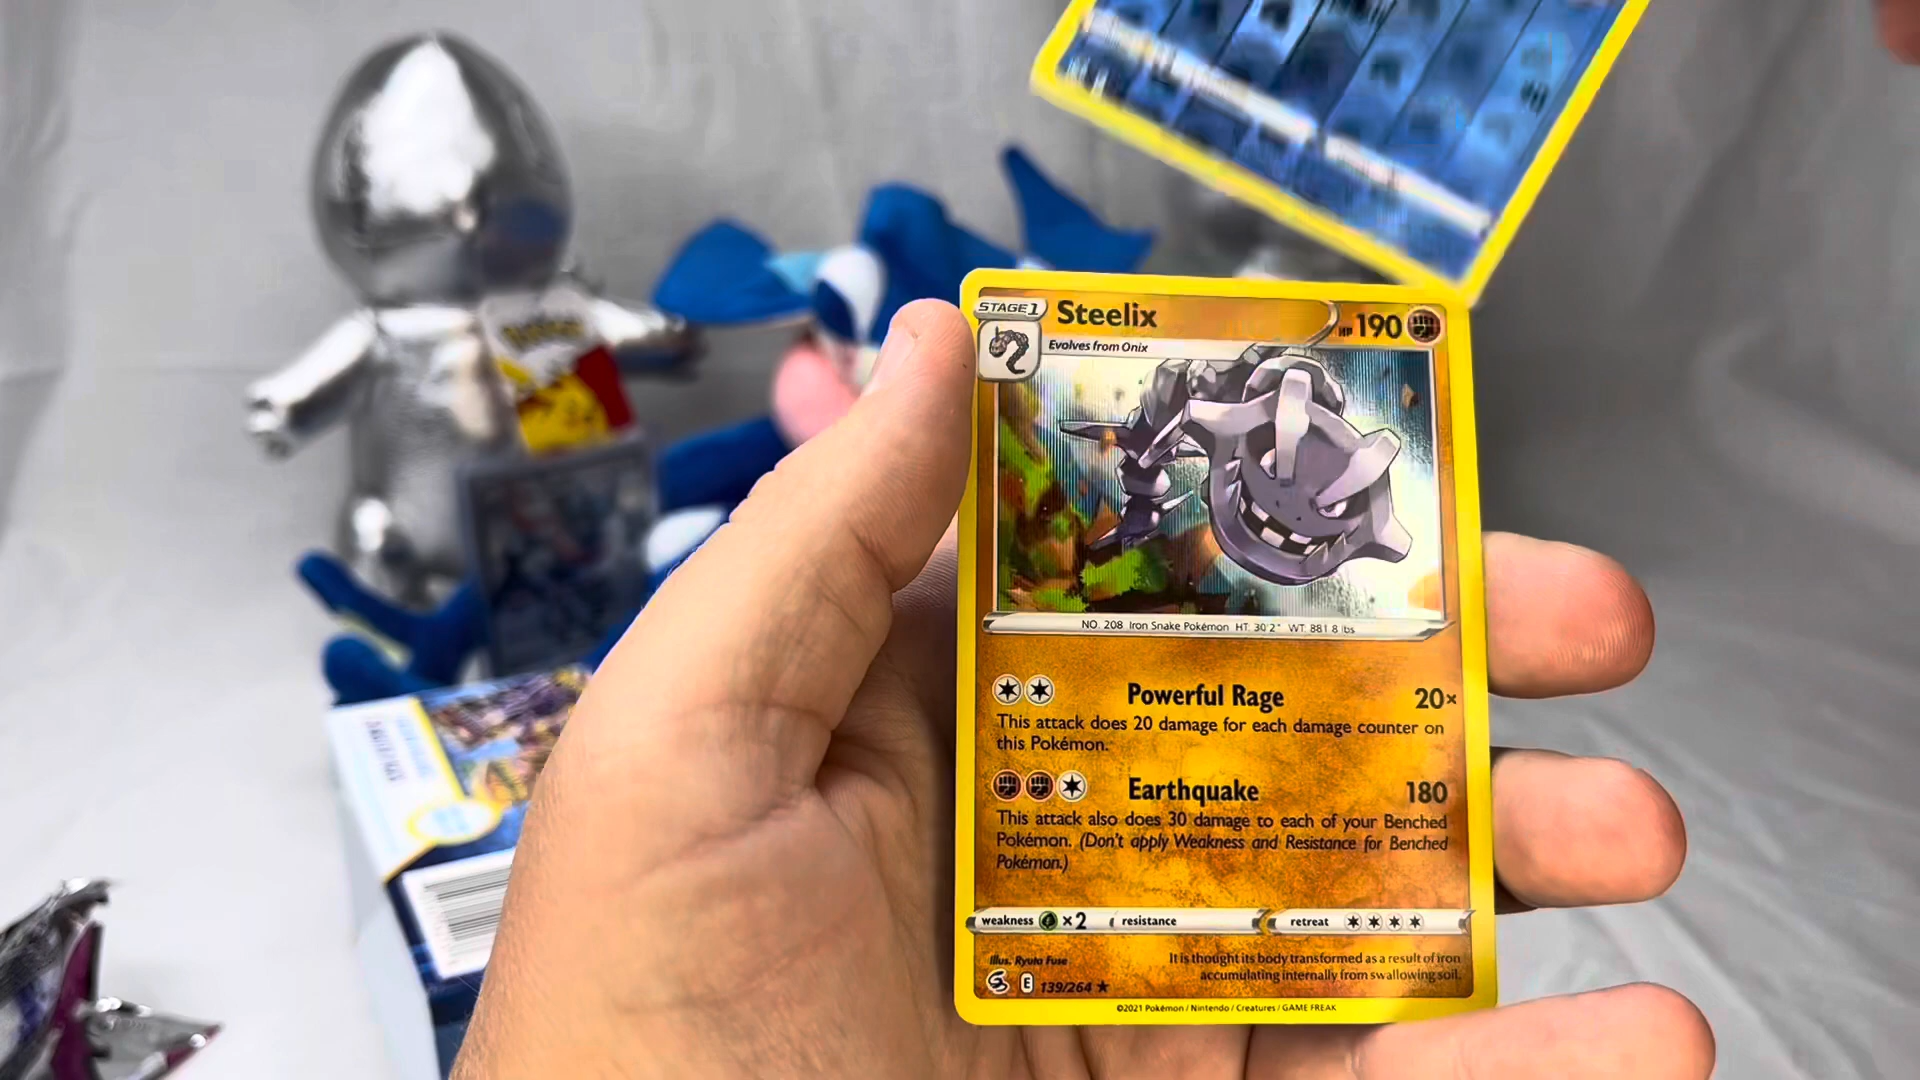 STAGE 1
Steelix
HP 190
Evolves from Onix
NO. 208 Iron Snake Pokémon HT: 30'2" WT: 881.8 lbs
Powerful Rage 20×
This attack does 20 damage for each damage counter on
this Pokémon.
Earthquake 180
This attack also does 30 damage to each of your Benched
Pokémon. (Don't apply Weakness and Resistance for Benched
Pokémon.)
weakness ×2 resistance retreat
Illus. Ryuta Fuse
It is thought its body transformed as a result of iron
accumulating internally from swallowing soil.
E 139/264 ★
©2021 Pokémon / Nintendo / Creatures / GAME FREAK